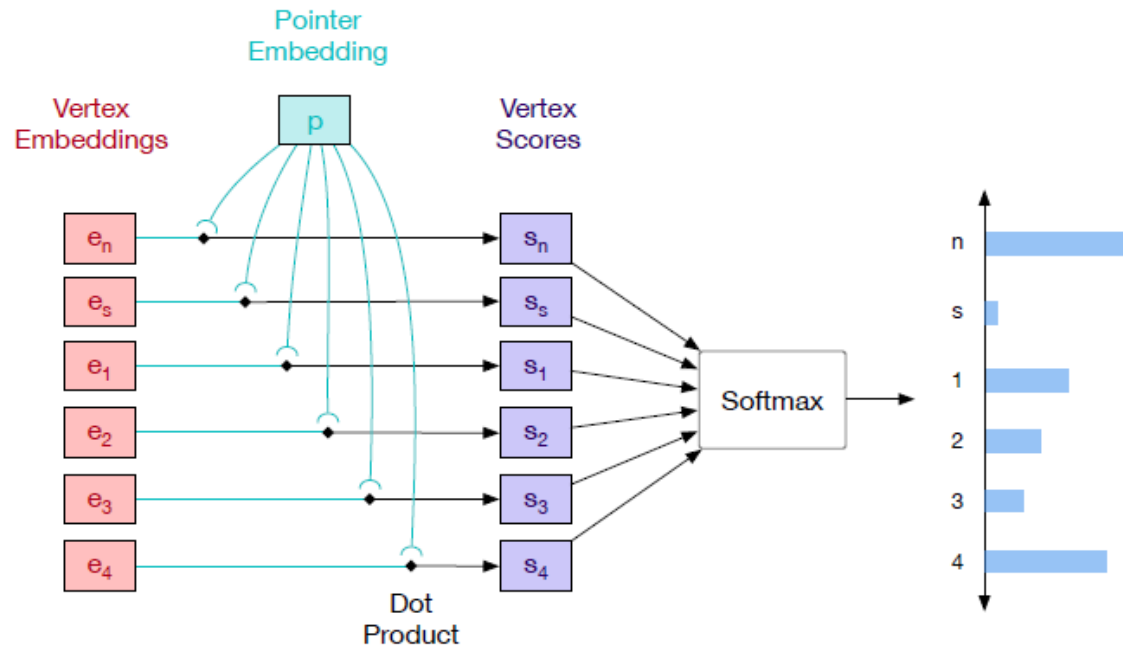 Pointer
Embedding
Vertex
Embeddings
p
Vertex
Scores
eₙ
sₙ
eₛ
sₛ
e₁
s₁
e₂
s₂
e₃
s₃
e₄
s₄
Softmax
n
s
1
2
3
4
Dot
Product